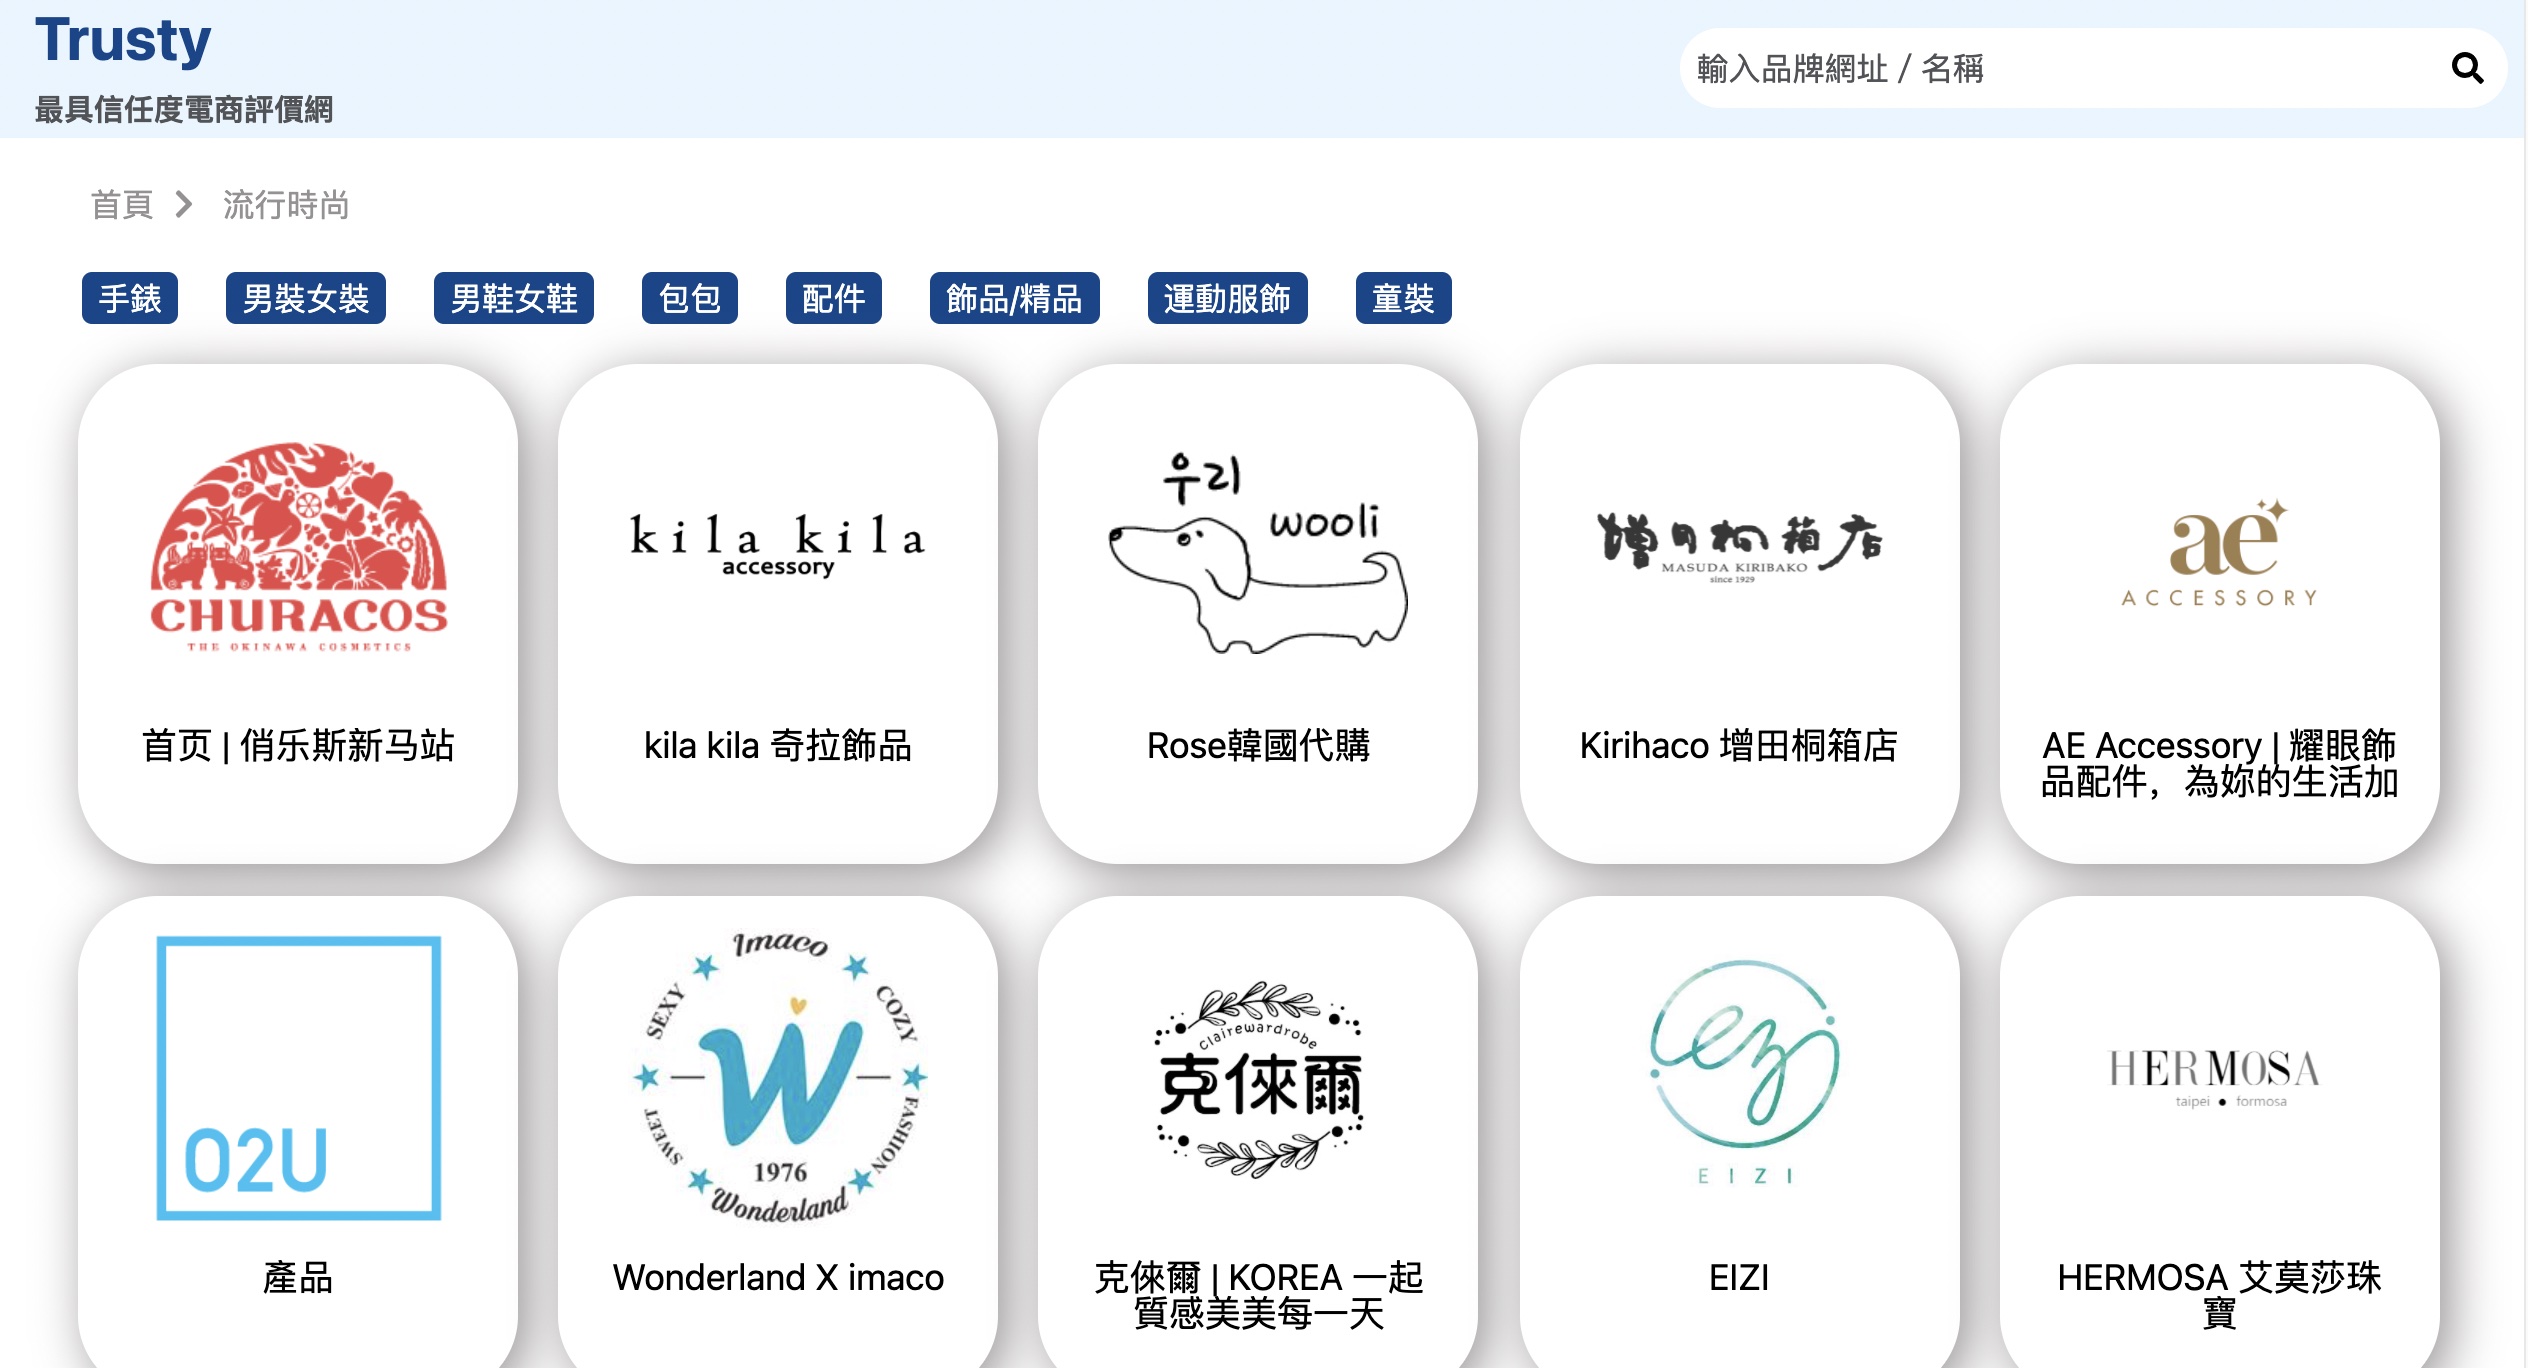 Trusty
最具信任度電商評價網
輸入品牌網址 / 名稱
首頁 流行時尚
手錶 男裝女裝 男鞋女鞋 包包 配件 飾品/精品 運動服飾 童裝
CHURACOS
THE OKINAWA COSMETICS
首页 | 俏乐斯新马站
kila kila
accessory
kila kila 奇拉飾品
우리
wooli
Rose韓國代購
增田桐箱店
MASUDA KIRIBAKO
since 1929
Kirihaco 增田桐箱店
ae
ACCESSORY
AE Accessory | 耀眼飾
品配件，為妳的生活加
O2U
產品
Imaco
SEXY
COZY
W
SWEET
FASHION
1976
Wonderland
Wonderland X imaco
clairewardrobe
克倈爾
克倈爾 | KOREA 一起
質感美美每一天
eizi
EIZI
EIZI
HERMOSA
taipei ● formosa
HERMOSA 艾莫莎珠
寶